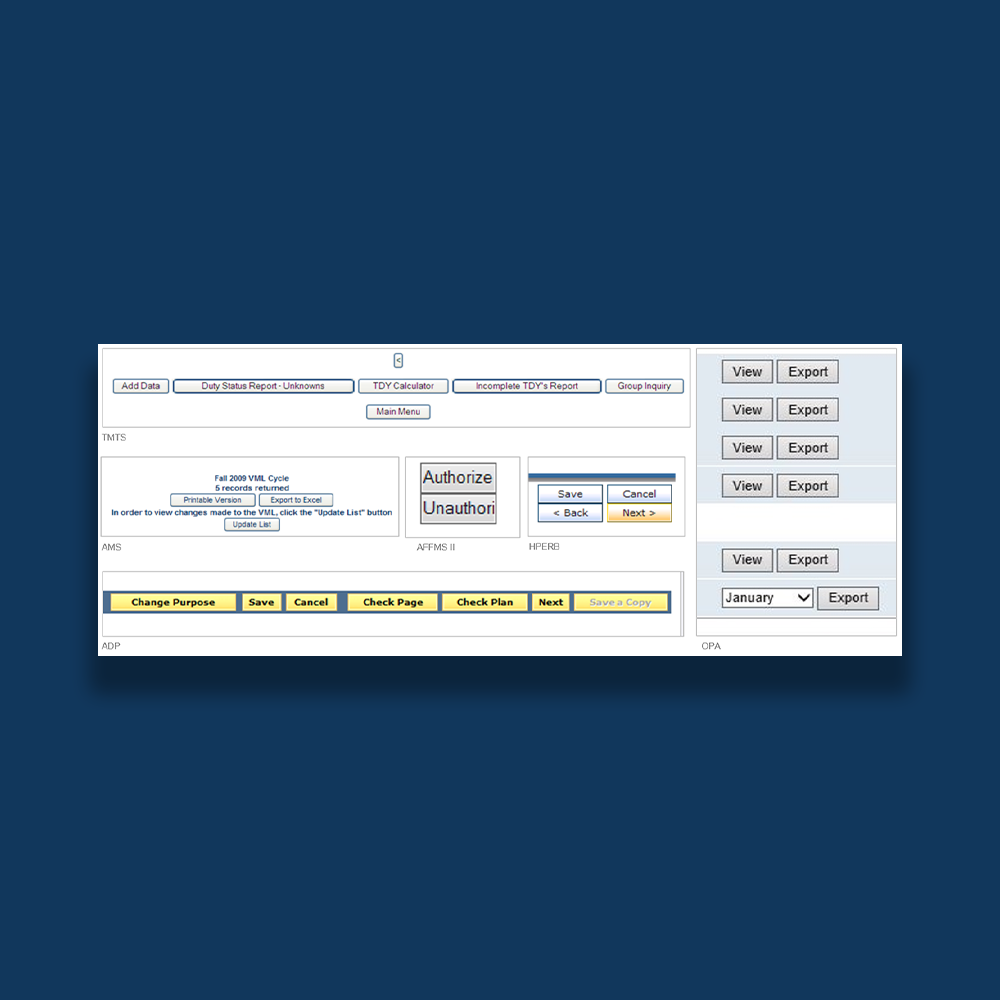 <
Add Data Duty Status Report - Unknowns TDY Calculator Incomplete TDY's Report Group Inquiry
Main Menu
TMTS
Fall 2009 VML Cycle
5 records returned
Printable Version Export to Excel
In order to view changes made to the VML, click the "Update List" button
Update List
AMS
Authorize
Unauthori
AFFMS II
Save Cancel
< Back Next >
HPERB
Change Purpose Save Cancel Check Page Check Plan Next Save a Copy
ADP
View Export
View Export
View Export
View Export
View Export
January Export
OPA